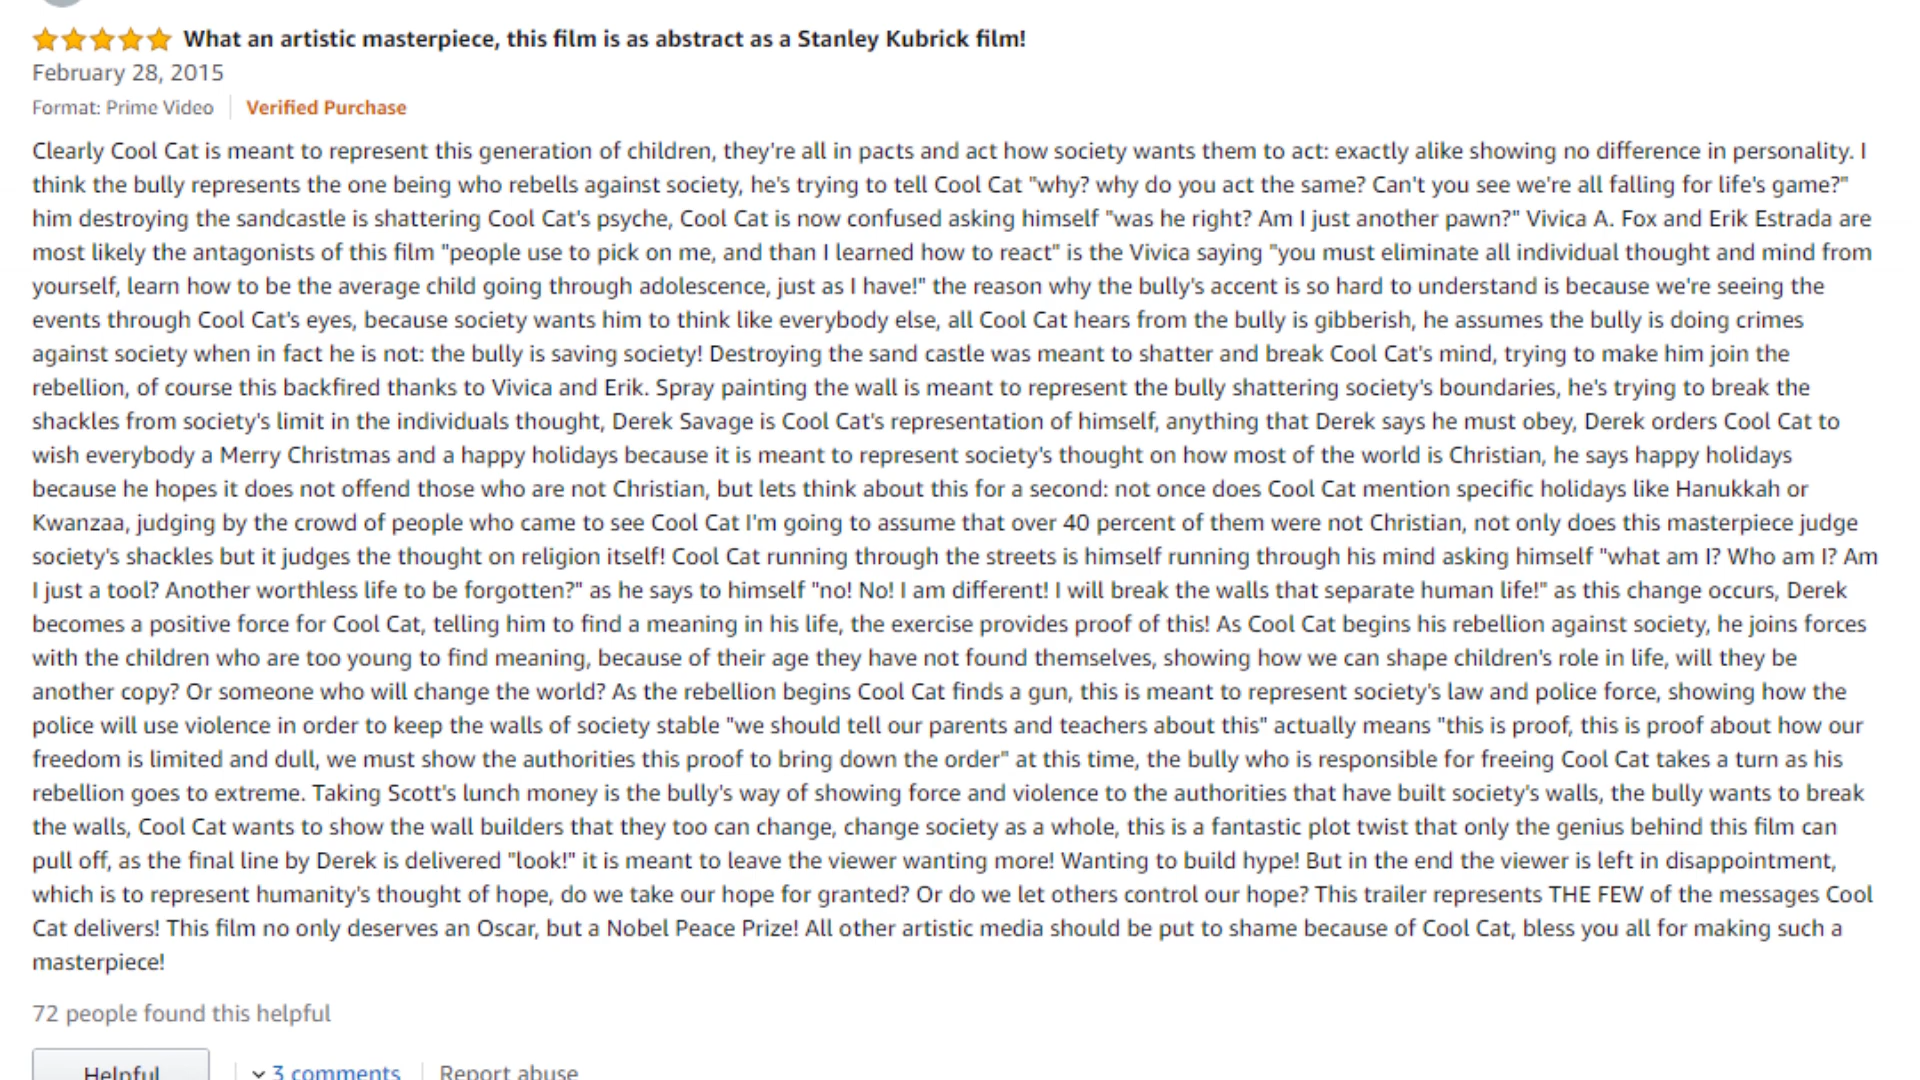 What an artistic masterpiece, this film is as abstract as a Stanley Kubrick film!
February 28, 2015
Format: Prime Video Verified Purchase
Clearly Cool Cat is meant to represent this generation of children, they're all in pacts and act how society wants them to act: exactly alike showing no difference in personality. I
think the bully represents the one being who rebells against society, he's trying to tell Cool Cat "why? why do you act the same? Can't you see we're all falling for life's game?"
him destroying the sandcastle is shattering Cool Cat's psyche, Cool Cat is now confused asking himself "was he right? Am I just another pawn?" Vivica A. Fox and Erik Estrada are
most likely the antagonists of this film "people use to pick on me, and than I learned how to react" is the Vivica saying "you must eliminate all individual thought and mind from
yourself, learn how to be the average child going through adolescence, just as I have!" the reason why the bully's accent is so hard to understand is because we're seeing the
events through Cool Cat's eyes, because society wants him to think like everybody else, all Cool Cat hears from the bully is gibberish, he assumes the bully is doing crimes
against society when in fact he is not: the bully is saving society! Destroying the sand castle was meant to shatter and break Cool Cat's mind, trying to make him join the
rebellion, of course this backfired thanks to Vivica and Erik. Spray painting the wall is meant to represent the bully shattering society's boundaries, he's trying to break the
shackles from society's limit in the individuals thought, Derek Savage is Cool Cat's representation of himself, anything that Derek says he must obey, Derek orders Cool Cat to
wish everybody a Merry Christmas and a happy holidays because it is meant to represent society's thought on how most of the world is Christian, he says happy holidays
because he hopes it does not offend those who are not Christian, but lets think about this for a second: not once does Cool Cat mention specific holidays like Hanukkah or
Kwanzaa, judging by the crowd of people who came to see Cool Cat I'm going to assume that over 40 percent of them were not Christian, not only does this masterpiece judge
society's shackles but it judges the thought on religion itself! Cool Cat running through the streets is himself running through his mind asking himself "what am I? Who am I? Am
I just a tool? Another worthless life to be forgotten?" as he says to himself "no! No! I am different! I will break the walls that separate human life!" as this change occurs, Derek
becomes a positive force for Cool Cat, telling him to find a meaning in his life, the exercise provides proof of this! As Cool Cat begins his rebellion against society, he joins forces
with the children who are too young to find meaning, because of their age they have not found themselves, showing how we can shape children's role in life, will they be
another copy? Or someone who will change the world? As the rebellion begins Cool Cat finds a gun, this is meant to represent society's law and police force, showing how the
police will use violence in order to keep the walls of society stable "we should tell our parents and teachers about this" actually means "this is proof, this is proof about how our
freedom is limited and dull, we must show the authorities this proof to bring down the order" at this time, the bully who is responsible for freeing Cool Cat takes a turn as his
rebellion goes to extreme. Taking Scott's lunch money is the bully's way of showing force and violence to the authorities that have built society's walls, the bully wants to break
the walls, Cool Cat wants to show the wall builders that they too can change, change society as a whole, this is a fantastic plot twist that only the genius behind this film can
pull off, as the final line by Derek is delivered "look!" it is meant to leave the viewer wanting more! Wanting to build hype! But in the end the viewer is left in disappointment,
which is to represent humanity's thought of hope, do we take our hope for granted? Or do we let others control our hope? This trailer represents THE FEW of the messages Cool
Cat delivers! This film no only deserves an Oscar, but a Nobel Peace Prize! All other artistic media should be put to shame because of Cool Cat, bless you all for making such a
masterpiece!
72 people found this helpful
Helpful 3 comments Report abuse